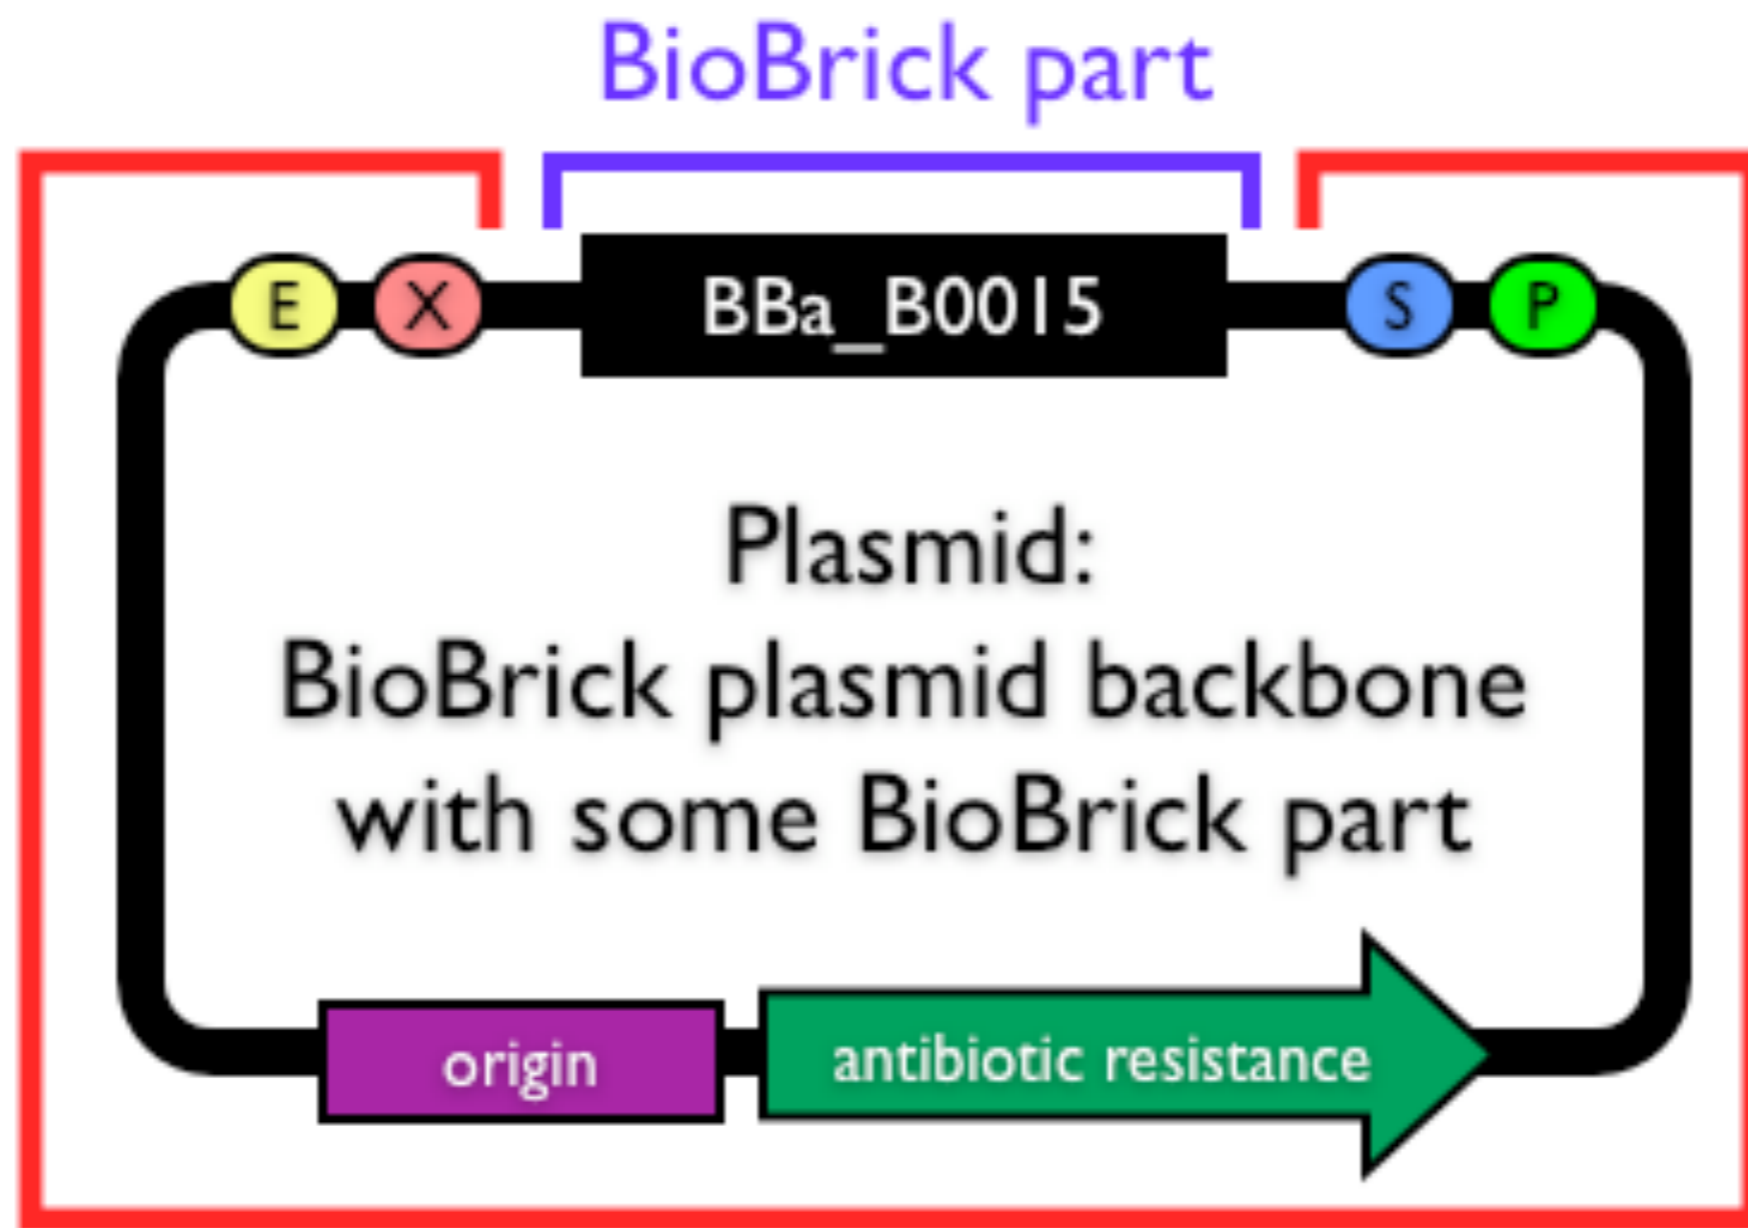 BioBrick part
E X BBa_B0015 S P
Plasmid:
BioBrick plasmid backbone
with some BioBrick part
origin antibiotic resistance